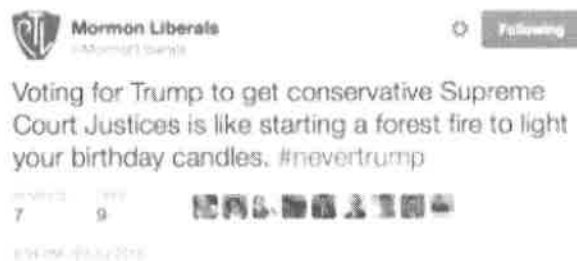 Mormon Liberals
Following
Voting for Trump to get conservative Supreme
Court Justices is like starting a forest fire to light
your birthday candles. #nevertrump
7 9